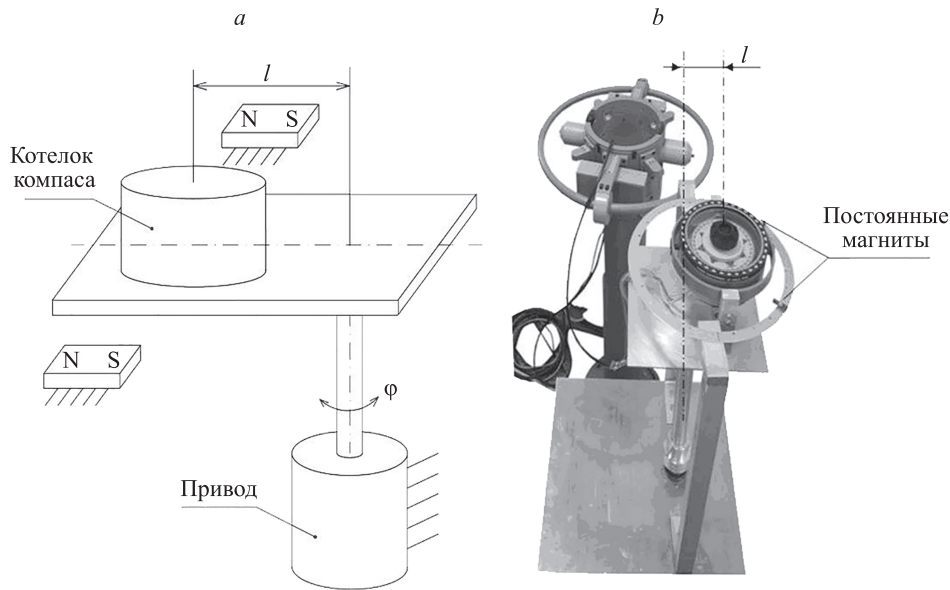 a
b
l
l
N S
Котелок
компаса
Постоянные
магниты
N S
φ
Привод